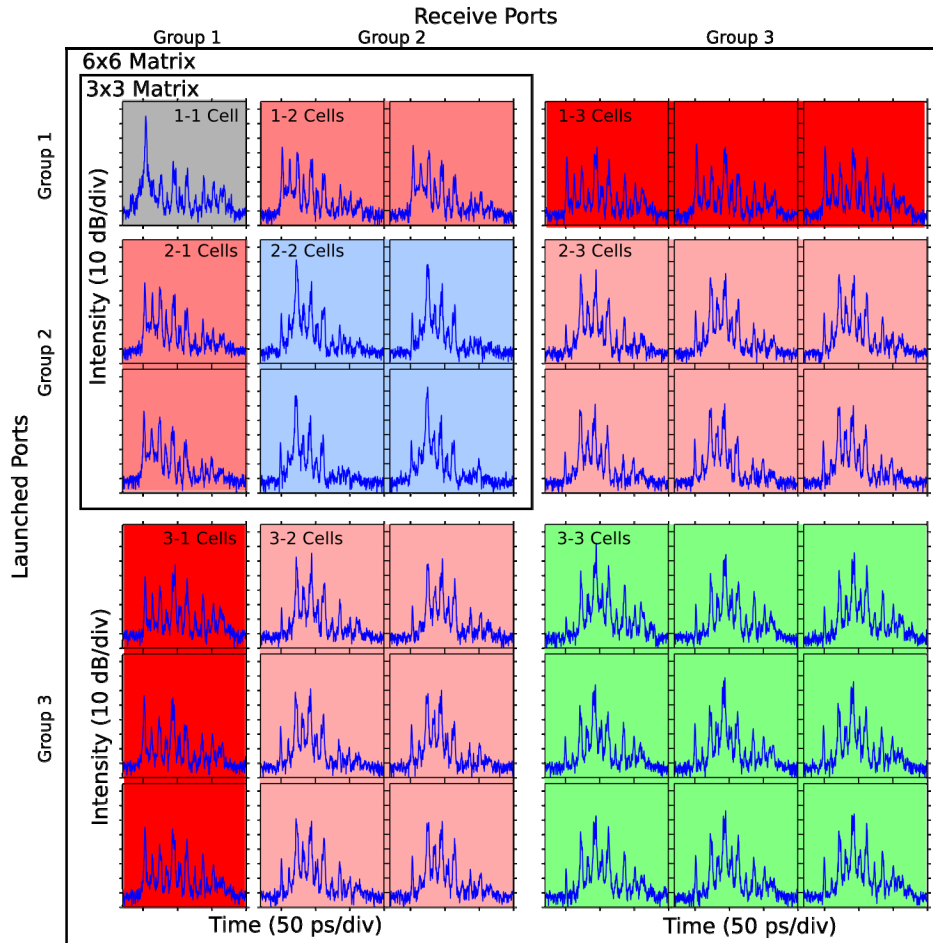 Receive Ports
Group 1
Group 2
Group 3
6x6 Matrix
3x3 Matrix
Launched Ports
Group 1
Group 2
Group 3
Intensity (10 dB/div)
Intensity (10 dB/div)
1-1 Cell
1-2 Cells
1-3 Cells
2-1 Cells
2-2 Cells
2-3 Cells
3-1 Cells
3-2 Cells
3-3 Cells
Time (50 ps/div)
Time (50 ps/div)